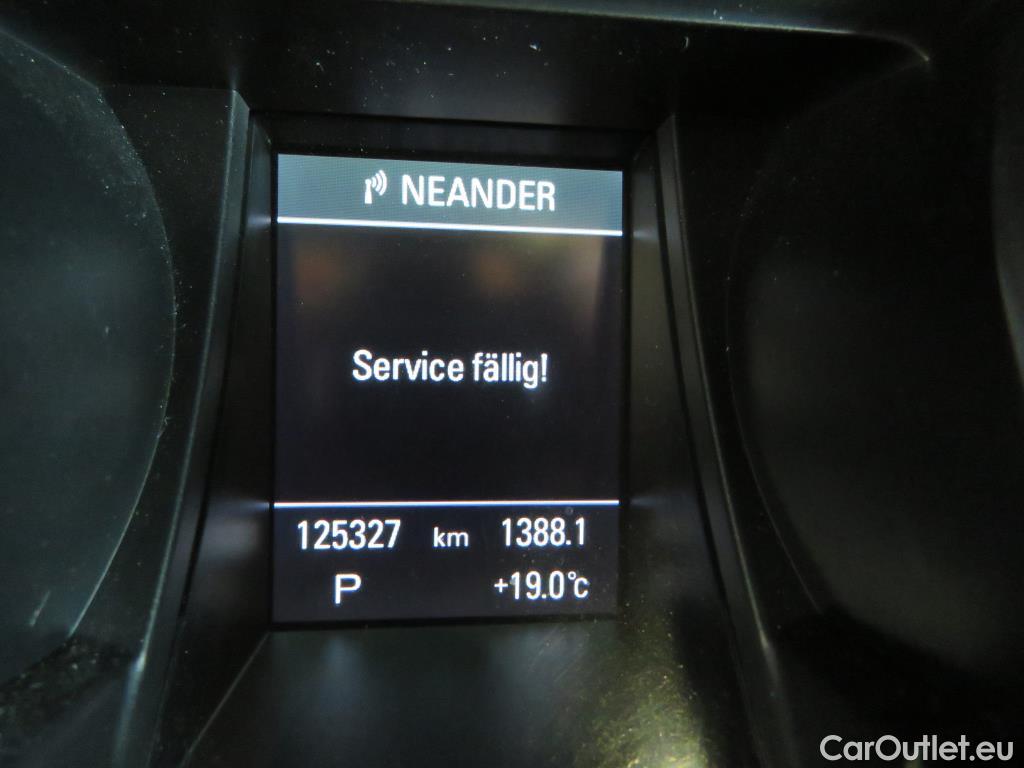 NEANDER
Service fällig!
125327 km 1388.1
P +19.0°c
CarOutlet.eu